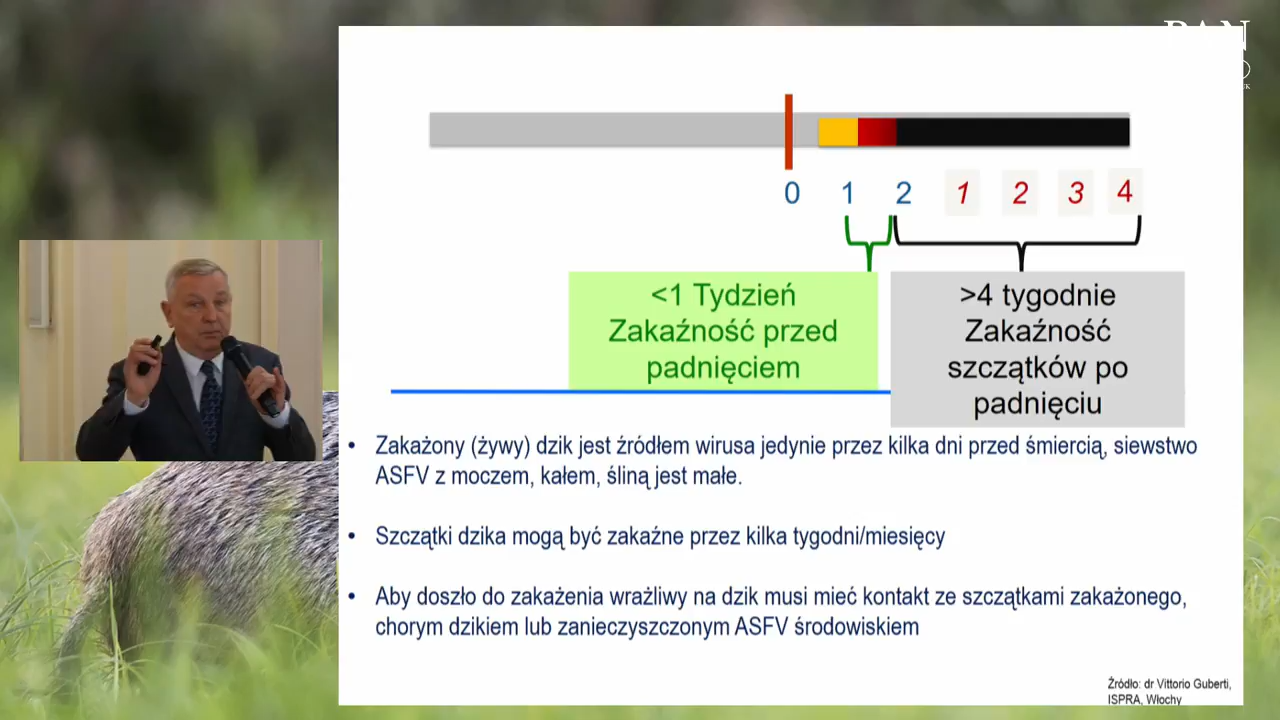 PAN
0 1 2 1 2 3 4
<1 Tydzień
Zakaźność przed
padnięciem
>4 tygodnie
Zakaźność
szczątków po
padnięciu
• Zakażony (żywy) dzik jest źródłem wirusa jedynie przez kilka dni przed śmiercią, siewstwo
ASFV z moczem, kałem, śliną jest małe.
• Szczątki dzika mogą być zakaźne przez kilka tygodni/miesięcy
• Aby doszło do zakażenia wrażliwy na dzik musi mieć kontakt ze szczątkami zakażonego,
chorym dzikiem lub zanieczyszczonym ASFV środowiskiem
Źródło: dr Vittorio Guberti,
ISPRA, Włochy